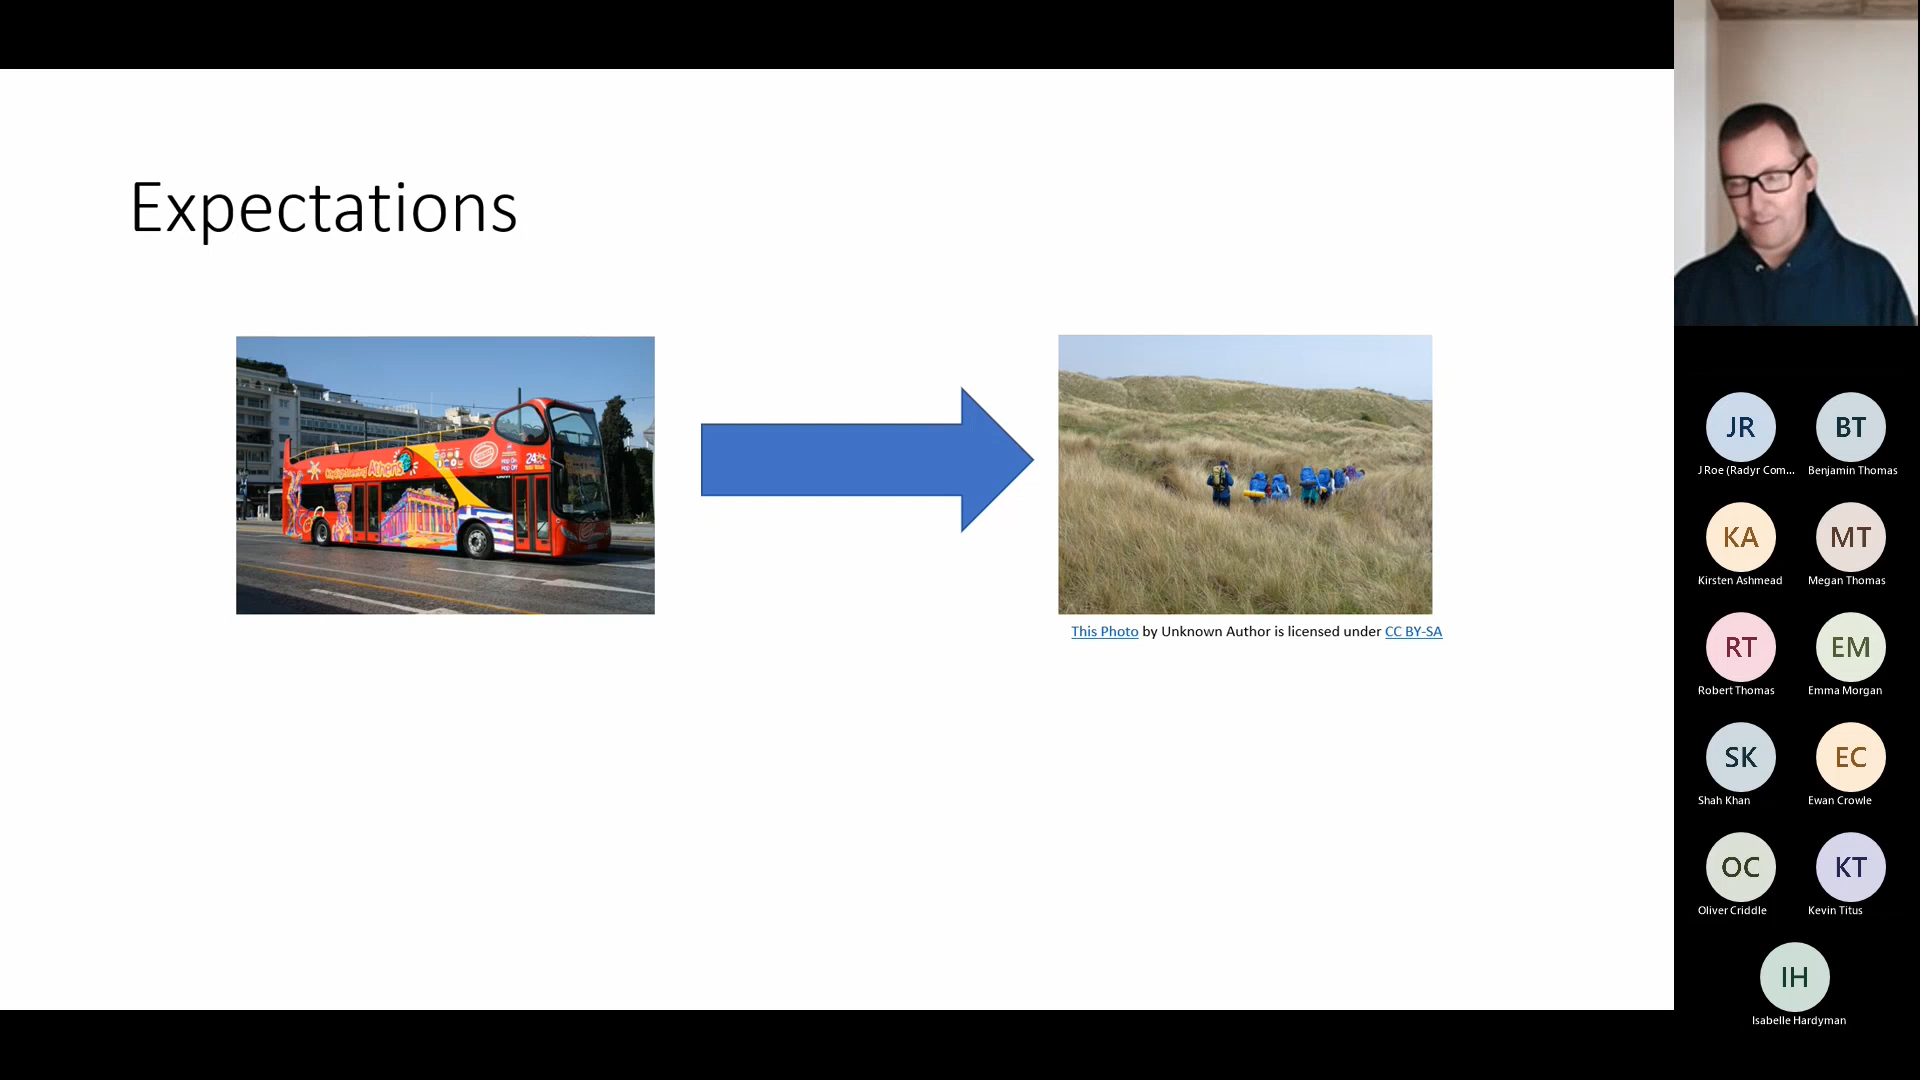 Expectations
Athens
This Photo by Unknown Author is licensed under CC BY-SA
JR
J Roe (Radyr Com...
BT
Benjamin Thomas
KA
Kirsten Ashmead
MT
Megan Thomas
RT
Robert Thomas
EM
Emma Morgan
SK
Shah Khan
EC
Ewan Crowle
OC
Oliver Criddle
KT
Kevin Titus
IH
Isabelle Hardyman